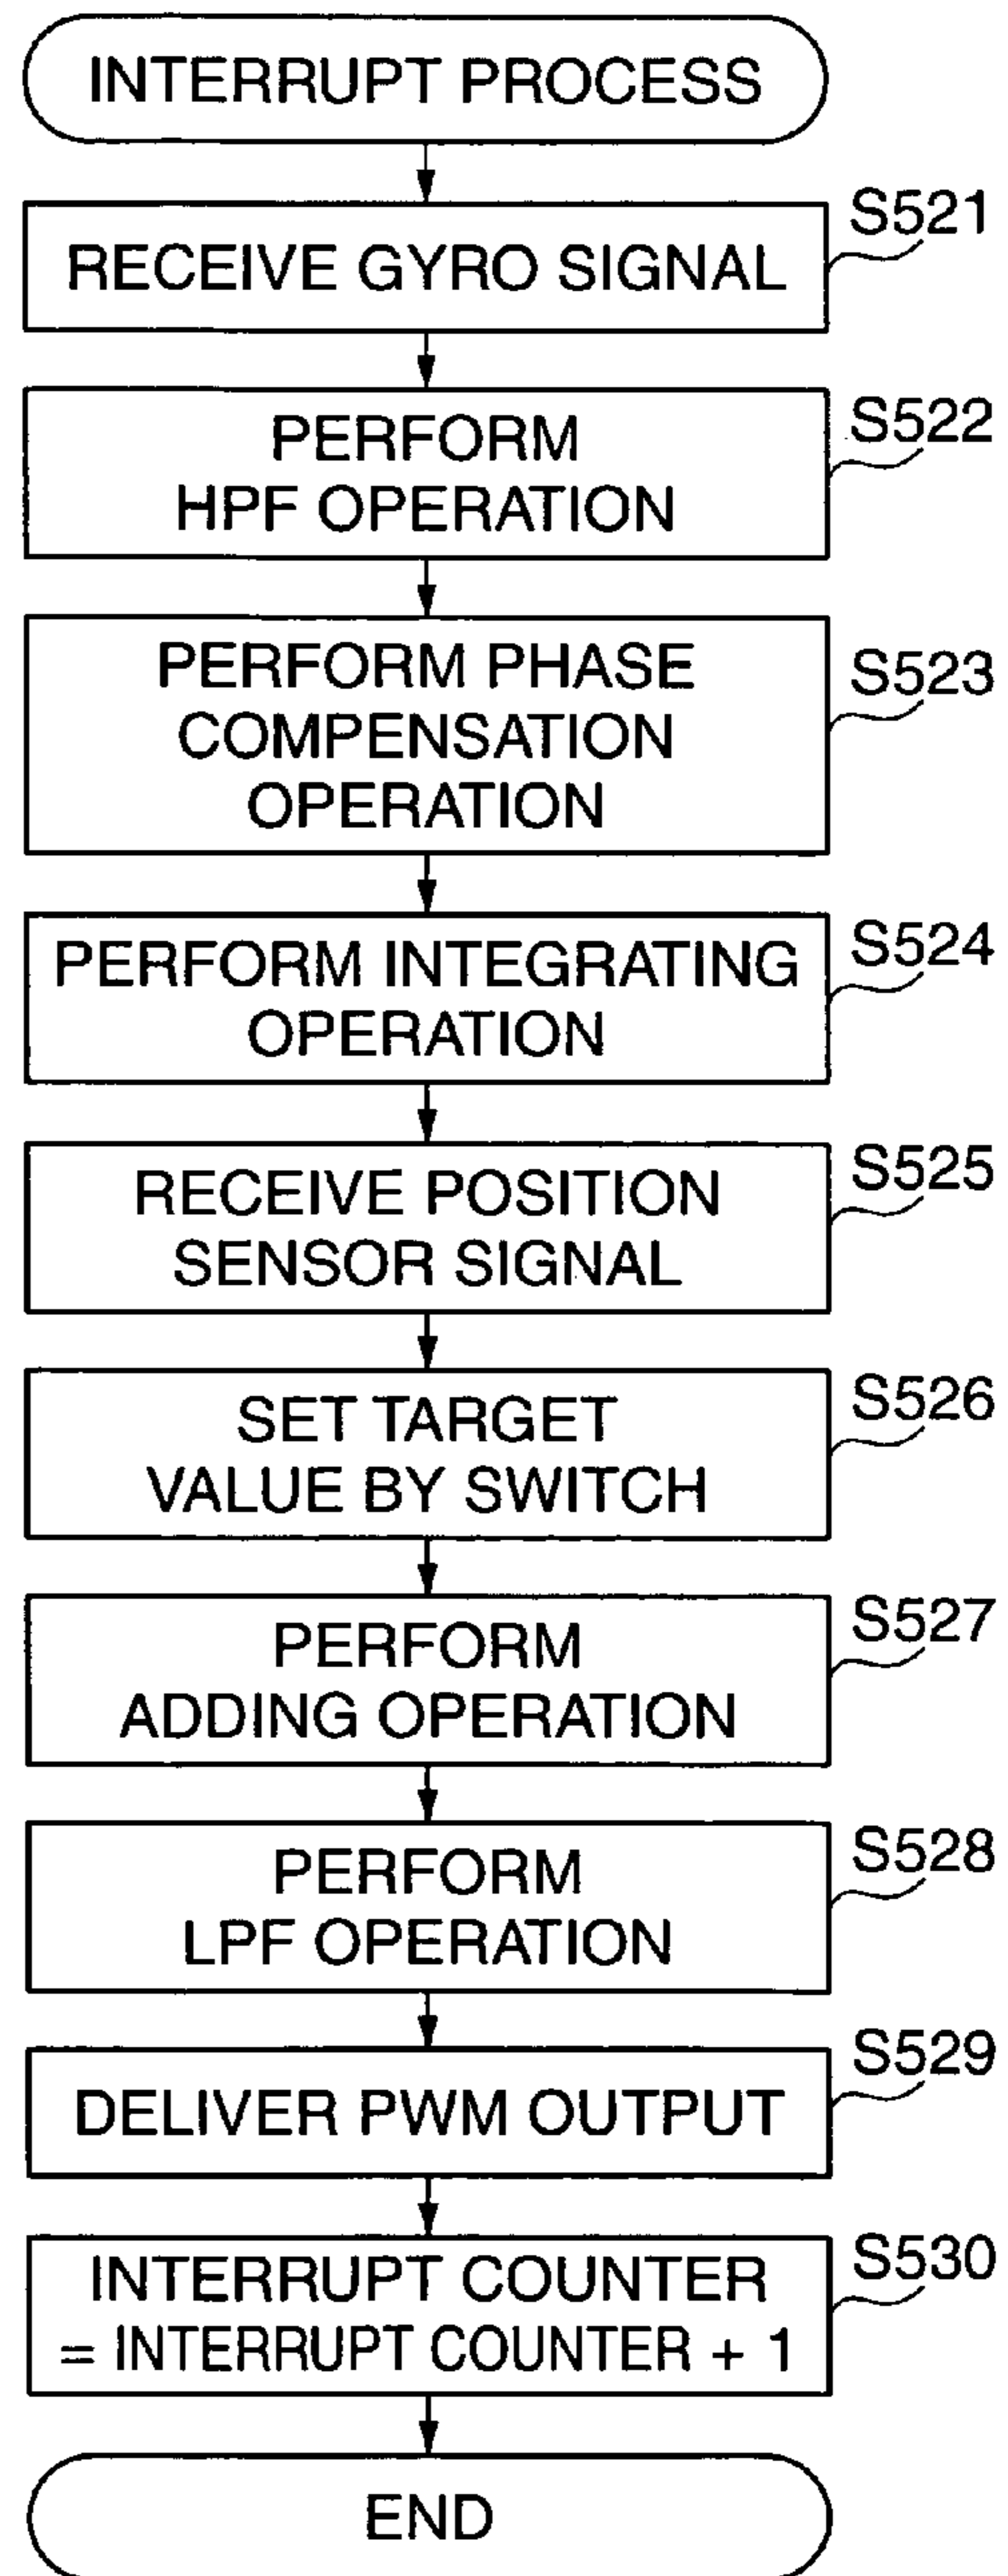 INTERRUPT PROCESS
S521
RECEIVE GYRO SIGNAL
S522
PERFORM
HPF OPERATION
S523
PERFORM PHASE
COMPENSATION
OPERATION
S524
PERFORM INTEGRATING
OPERATION
S525
RECEIVE POSITION
SENSOR SIGNAL
S526
SET TARGET
VALUE BY SWITCH
S527
PERFORM
ADDING OPERATION
S528
PERFORM
LPF OPERATION
S529
DELIVER PWM OUTPUT
S530
INTERRUPT COUNTER
= INTERRUPT COUNTER + 1
END